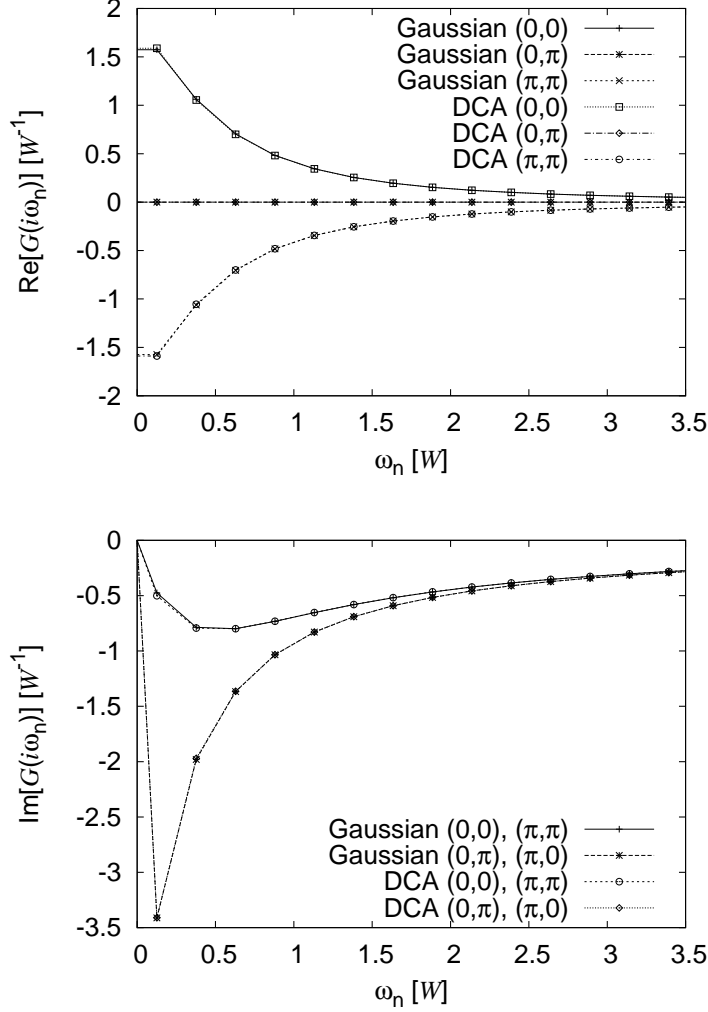 2
1.5
1
0.5
0
-0.5
-1
-1.5
-2
Re[G(iωn)] [W-1]
Gaussian (0,0)
Gaussian (0,π)
Gaussian (π,π)
DCA (0,0)
DCA (0,π)
DCA (π,π)
0 0.5 1 1.5 2 2.5 3 3.5
ωn [W]
0
-0.5
-1
-1.5
-2
-2.5
-3
-3.5
Im[G(iωn)] [W-1]
Gaussian (0,0), (π,π)
Gaussian (0,π), (π,0)
DCA (0,0), (π,π)
DCA (0,π), (π,0)
0 0.5 1 1.5 2 2.5 3 3.5
ωn [W]